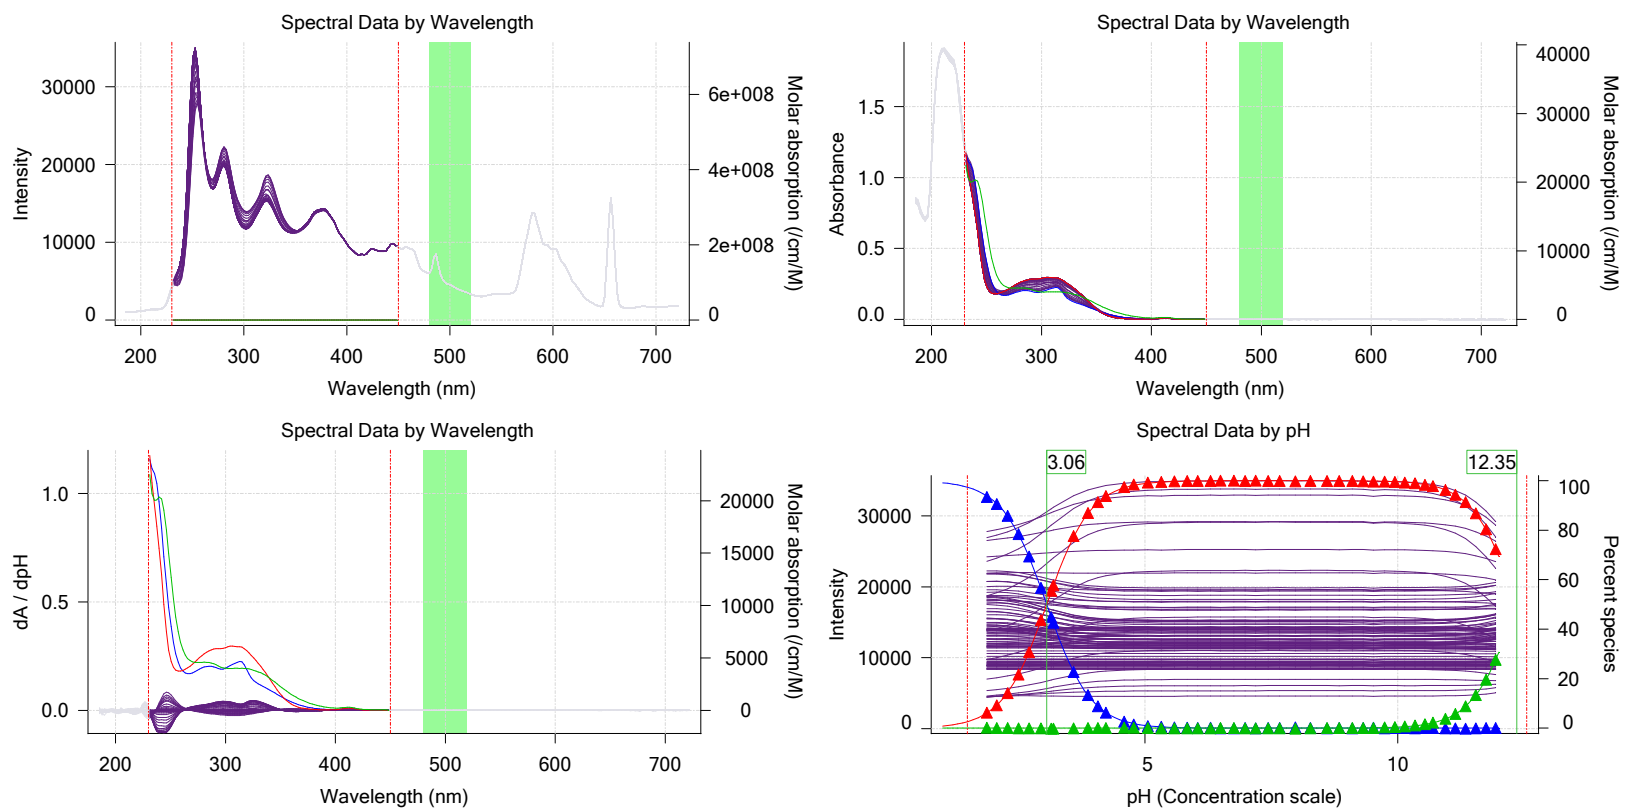 Spectral Data by Wavelength
Intensity
30000
20000
10000
0
6e+008
4e+008
2e+008
0
Molar absorption (/cm/M)
200 300 400 500 600 700
Wavelength (nm)
Spectral Data by Wavelength
Absorbance
1.5
1.0
0.5
0.0
40000
30000
20000
10000
0
Molar absorption (/cm/M)
200 300 400 500 600 700
Wavelength (nm)
Spectral Data by Wavelength
dA / dpH
1.0
0.5
0.0
20000
15000
10000
5000
0
Molar absorption (/cm/M)
200 300 400 500 600 700
Wavelength (nm)
Spectral Data by pH
3.06 12.35
Intensity
30000
20000
10000
0
100
80
60
40
20
0
Percent species
5 10
pH (Concentration scale)